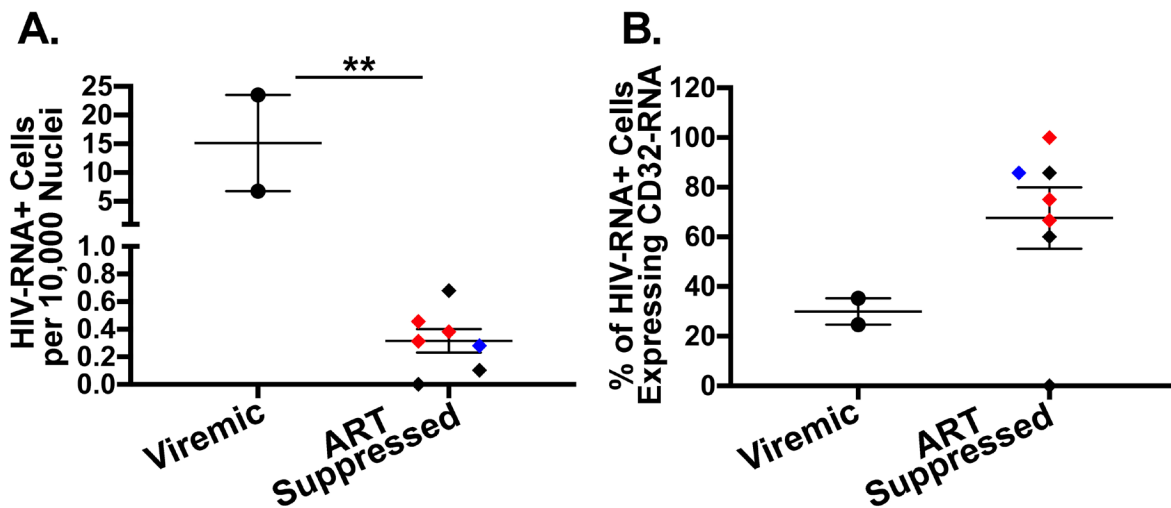 A.
HIV-RNA+ Cells
per 10,000 Nuclei
25
20
15
10
5
1.0
0.8
0.6
0.4
0.2
0.0
**
Viremic
ART
Suppressed
B.
% of HIV-RNA+ Cells
Expressing CD32-RNA
120
100
80
60
40
20
0
Viremic
ART
Suppressed